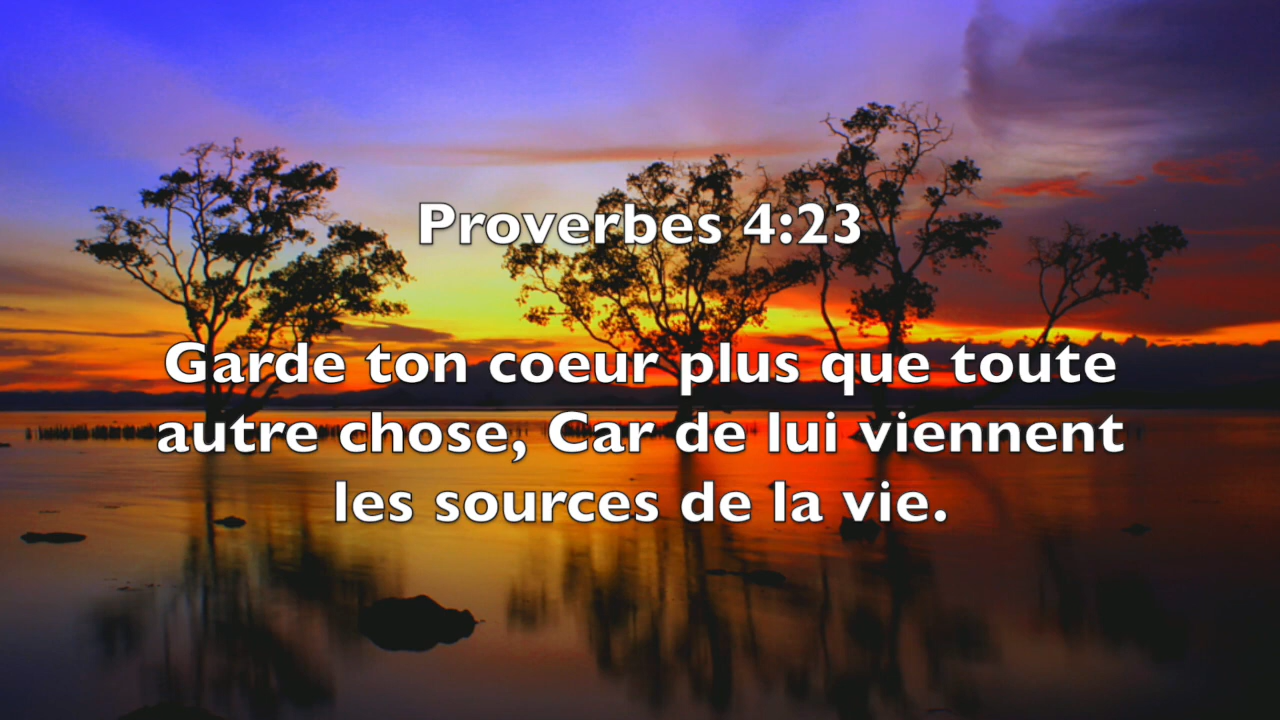 Proverbes 4:23
Garde ton coeur plus que toute
autre chose, Car de lui viennent
les sources de la vie.